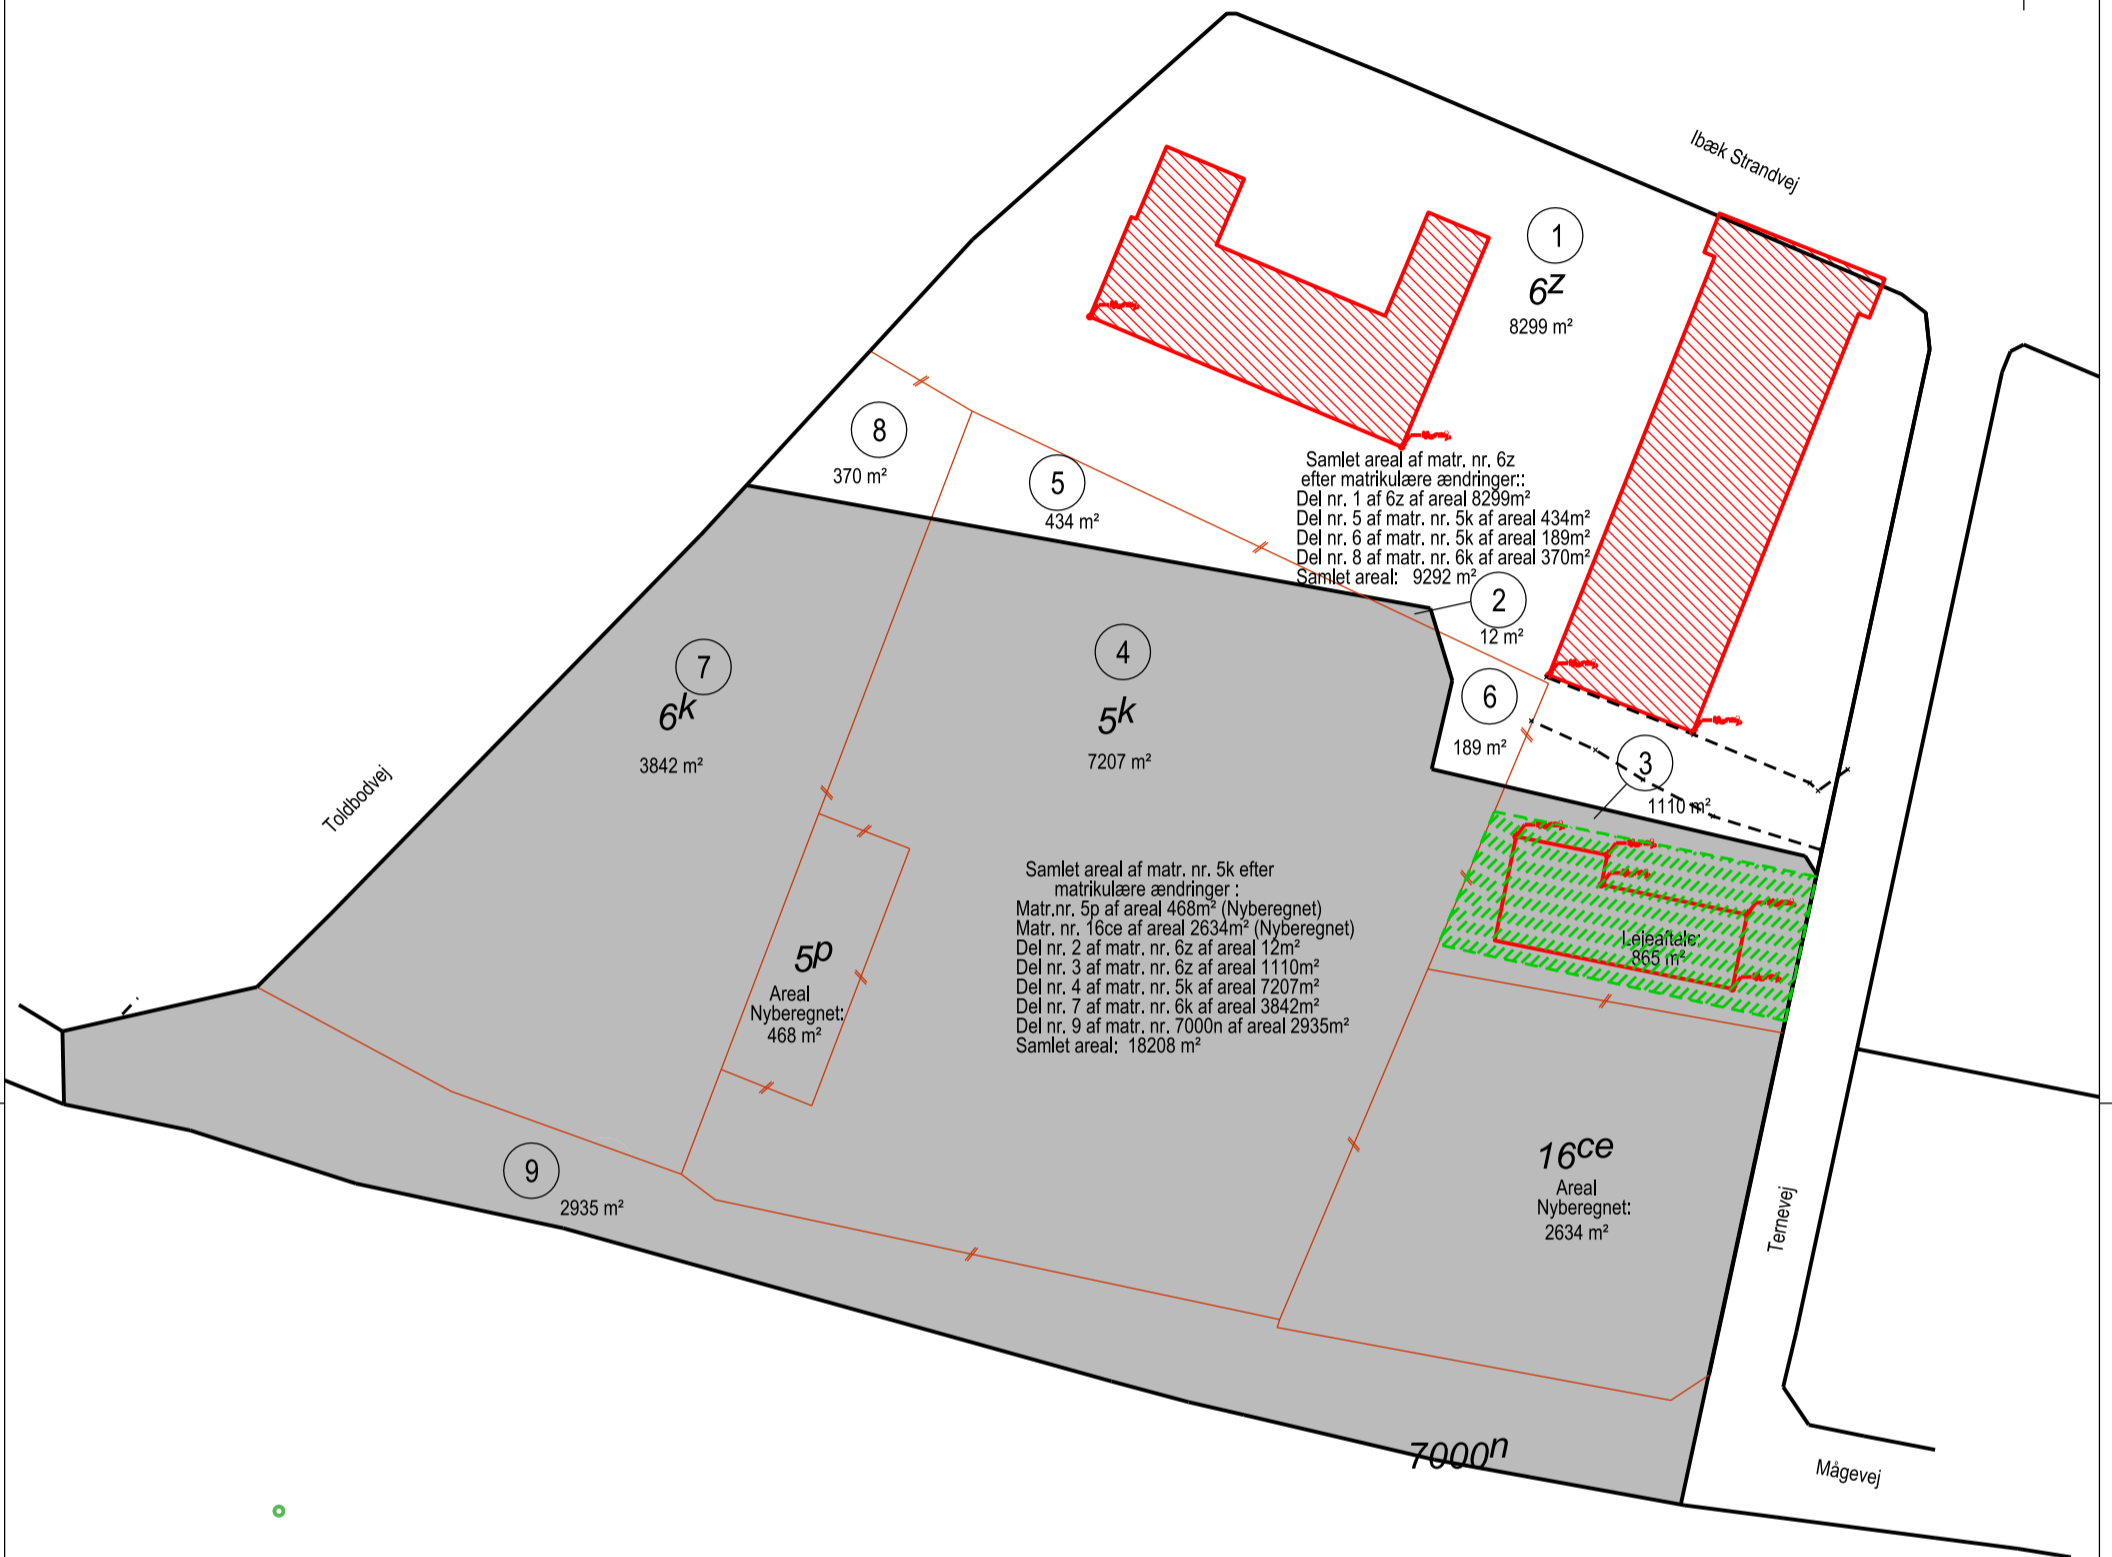 Ibæk Strandvej
1
6z
8299 m²
8
370 m²
5
434 m²
Samlet areal af matr. nr. 6z
efter matrikulære ændringer::
Del nr. 1 af 6z af areal 8299m²
Del nr. 5 af matr. nr. 5k af areal 434m²
Del nr. 6 af matr. nr. 5k af areal 189m²
Del nr. 8 af matr. nr. 6k af areal 370m²
Samlet areal: 9292 m²
2
12 m²
7
6k
3842 m²
4
5k
7207 m²
6
189 m²
3
1110 m²
Toldbodvej
Samlet areal af matr. nr. 5k efter
matrikulære ændringer :
Matr.nr. 5p af areal 468m² (Nyberegnet)
Matr. nr. 16ce af areal 2634m² (Nyberegnet)
Del nr. 2 af matr. nr. 6z af areal 12m²
Del nr. 3 af matr. nr. 6z af areal 1110m²
Del nr. 4 af matr. nr. 5k af areal 7207m²
Del nr. 7 af matr. nr. 6k af areal 3842m²
Del nr. 9 af matr. nr. 7000n af areal 2935m²
Samlet areal: 18208 m²
Lejeaftale:
865 m²
5p
Areal
Nyberegnet:
468 m²
9
2935 m²
16ce
Areal
Nyberegnet:
2634 m²
Ternevej
7000n
Mågevej